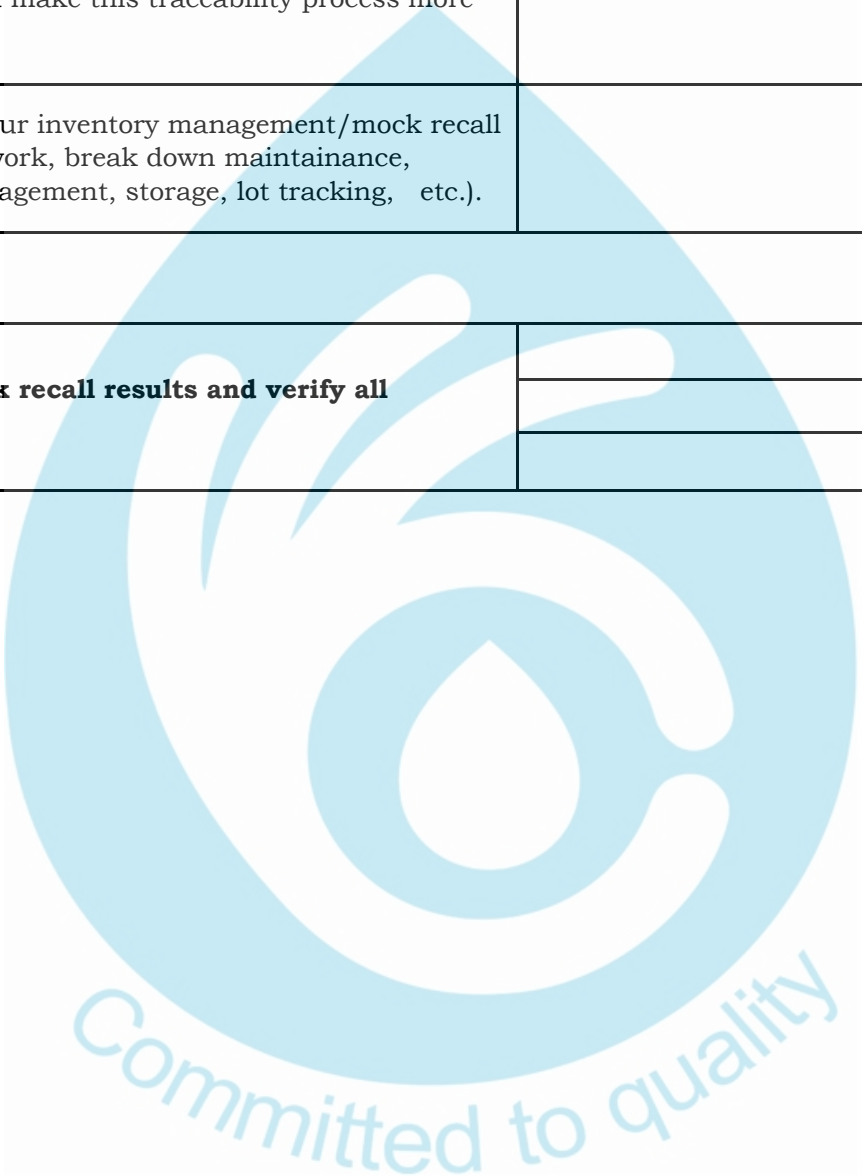 make this traceability process more
ur inventory management/mock recall
work, break down maintainance,
agement, storage, lot tracking, etc.).
k recall results and verify all
Committed to quality